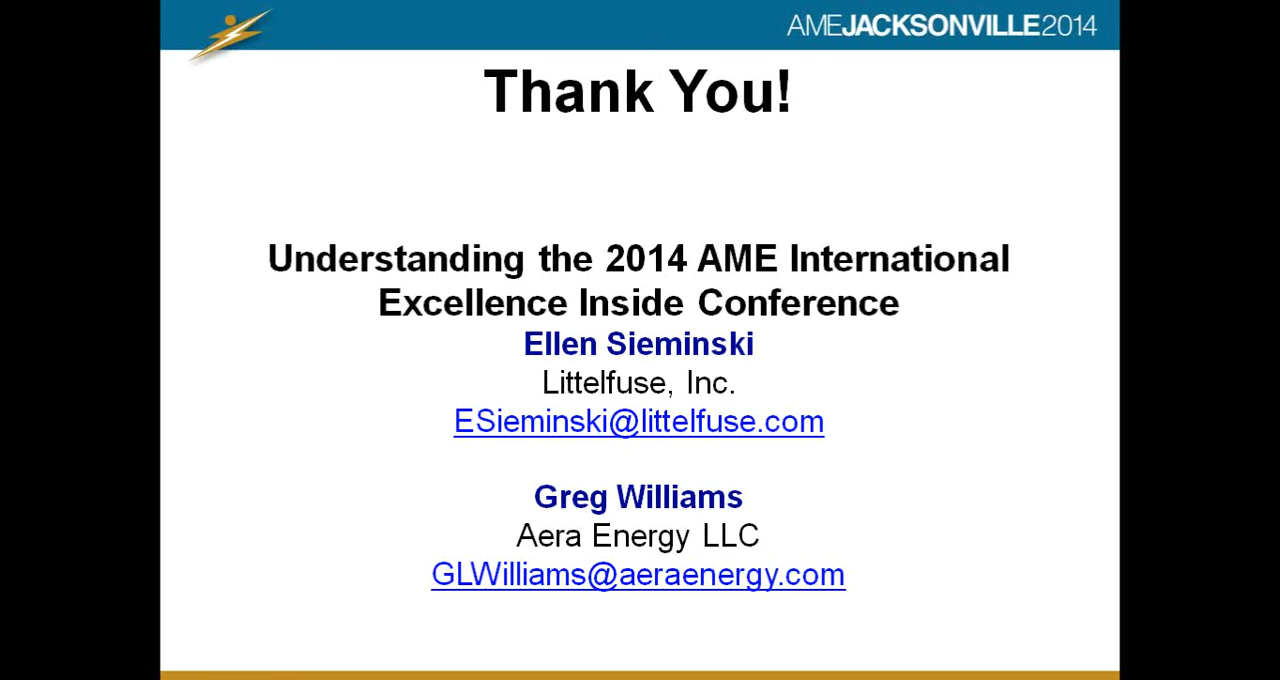 AMEJACKSONVILLE2014
Thank You!
Understanding the 2014 AME International
Excellence Inside Conference
Ellen Sieminski
Littelfuse, Inc.
ESieminski@littelfuse.com
Greg Williams
Aera Energy LLC
GLWilliams@aeraenergy.com